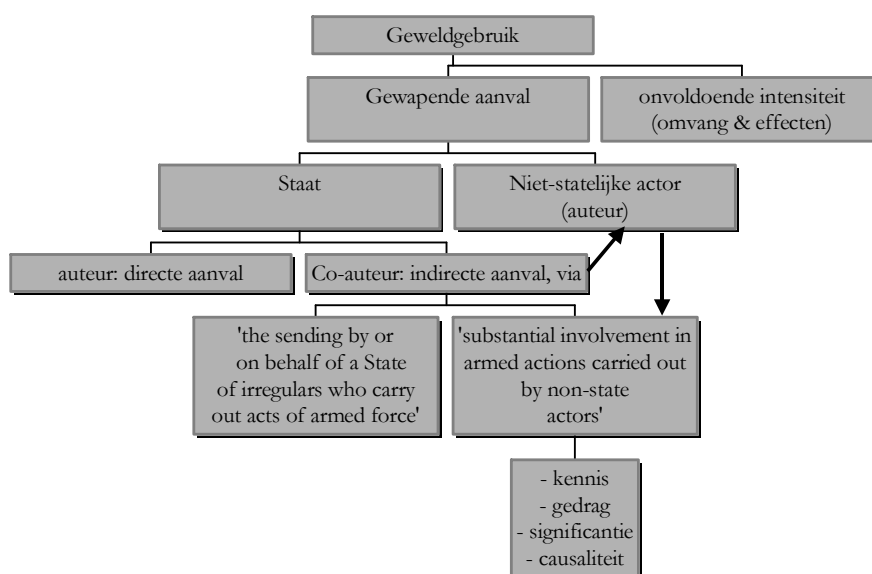 Geweldgebruik
Gewapende aanval
onvoldoende intensiteit
(omvang & effecten)
Staat
Niet-statelijke actor
(auteur)
auteur: directe aanval
Co-auteur: indirecte aanval, via
'the sending by or
on behalf of a State
of irregulars who carry
out acts of armed force'
'substantial involvement in
armed actions carried out
by non-state
actors'
- kennis
- gedrag
- significantie
- causaliteit